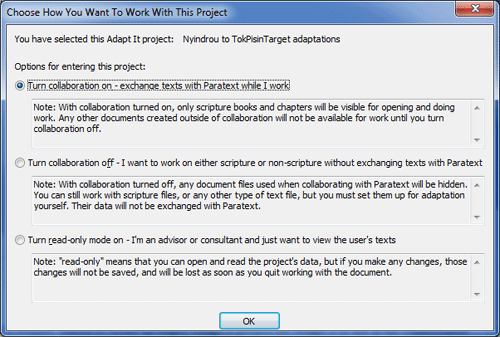 Choose How You Want To Work With This Project
You have selected this Adapt It project: Nyindrou to TokPisinTarget adaptations
Options for entering this project:
Turn collaboration on - exchange texts with Paratext while I work
Note: With collaboration turned on, only scripture books and chapters will be visible for opening and doing
work. Any other documents created outside of collaboration will not be available for work until you turn
collaboration off.
Turn collaboration off - I want to work on either scripture or non-scripture without exchanging texts with Paratext
Note: With collaboration turned off, any document files used when collaborating with Paratext will be hidden.
You can still work with scripture files, or any other type of text file, but you must set them up for adaptation
yourself. Their data will not be exchanged with Paratext.
Turn read-only mode on - I'm an advisor or consultant and just want to view the user's texts
Note: "read-only" means that you can open and read the project's data, but if you make any changes, those
changes will not be saved, and will be lost as soon as you quit working with the document.
OK